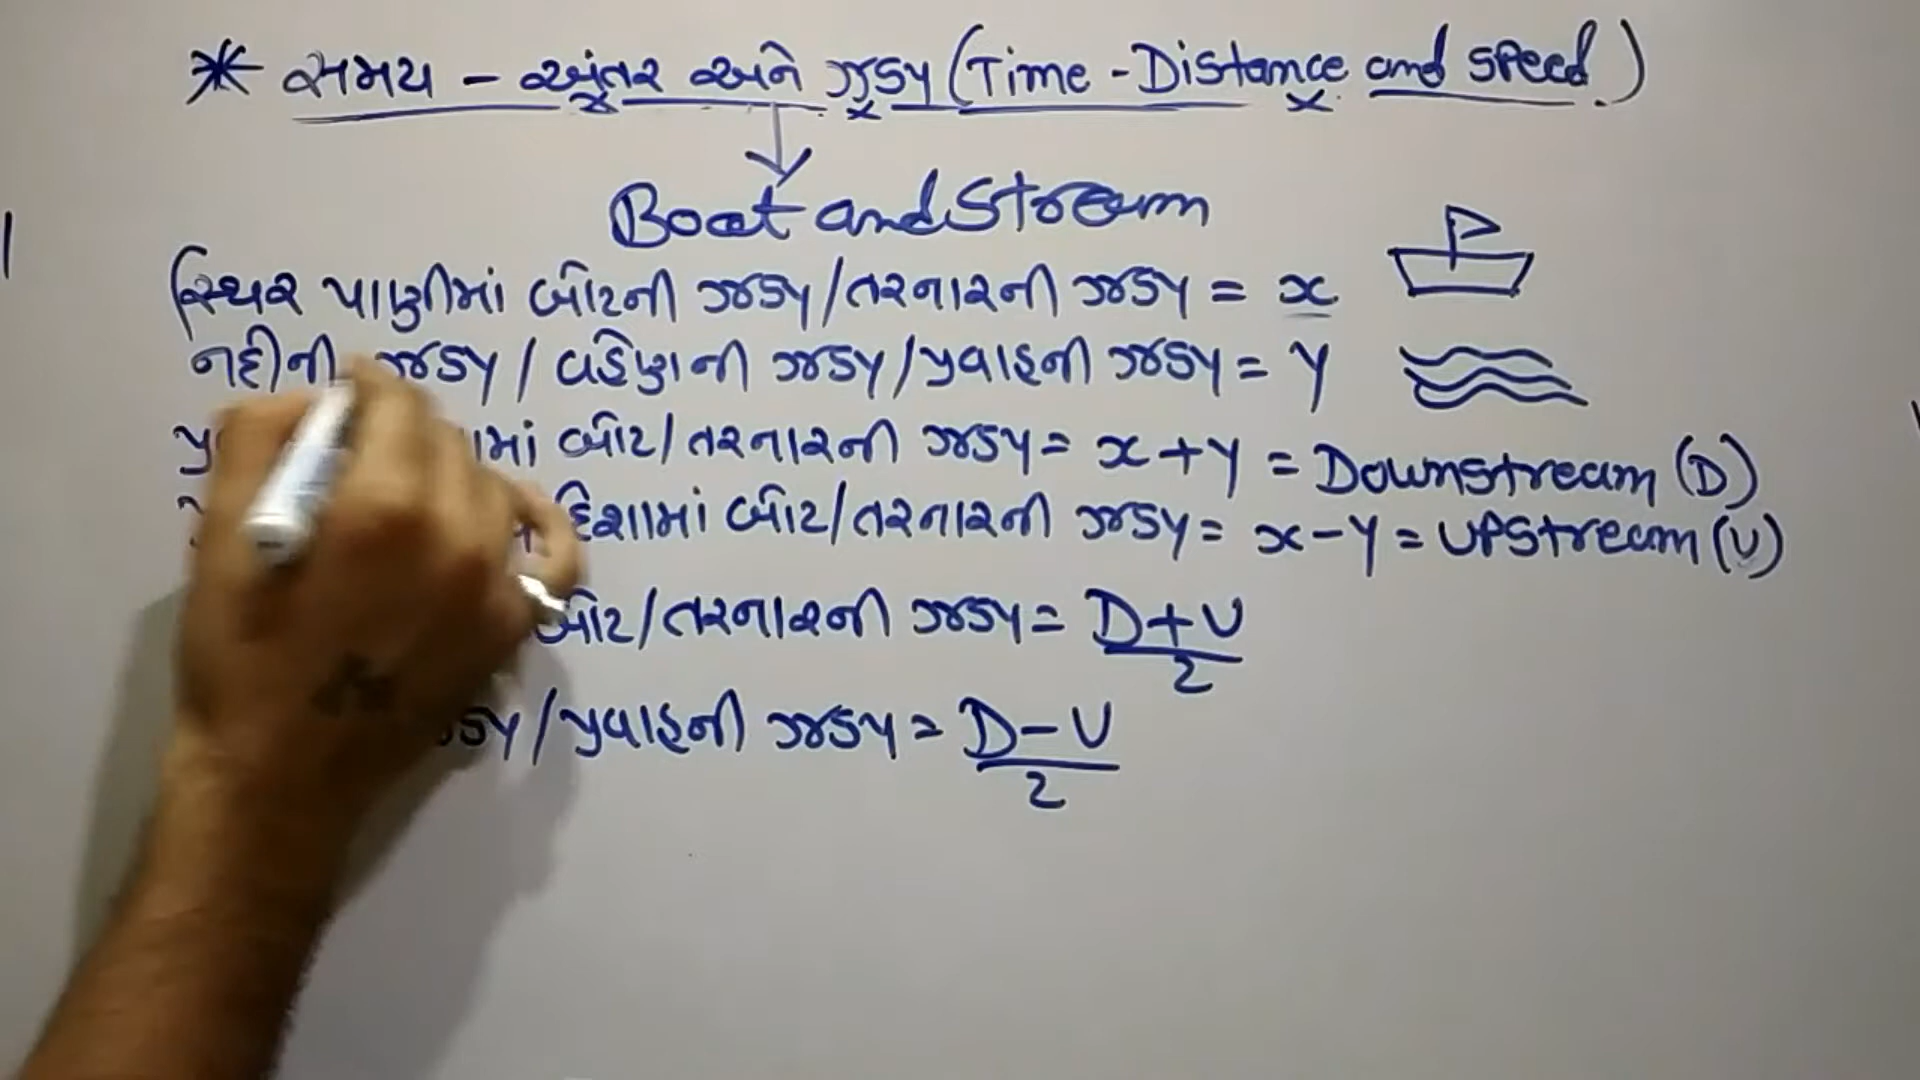 * સમય - અંતર અને ઝડપ (Time - Distance and Speed.)
Boat and Stream
સ્થિર પાણીમાં બોટની ઝડપ/તરનારની ઝડપ = x
નદીની ઝડપ / વહેણની ઝડપ/પ્રવાહની ઝડપ = y
બોટ/તરનારની ઝડપ = x+y = Downstream (D)
દિશામાં બોટ/તરનારની ઝડપ = x-y = UPStream (U)
બોટ/તરનારની ઝડપ = D+U
2
/પ્રવાહની ઝડપ = D-U
2